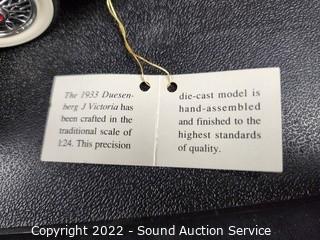 The 1933 Duesen-
berg J Victoria has
been crafted in the
traditional scale of
1:24. This precision
die-cast model is
hand-assembled
and finished to the
highest standards
of quality.
Copyright 2022 - Sound Auction Service